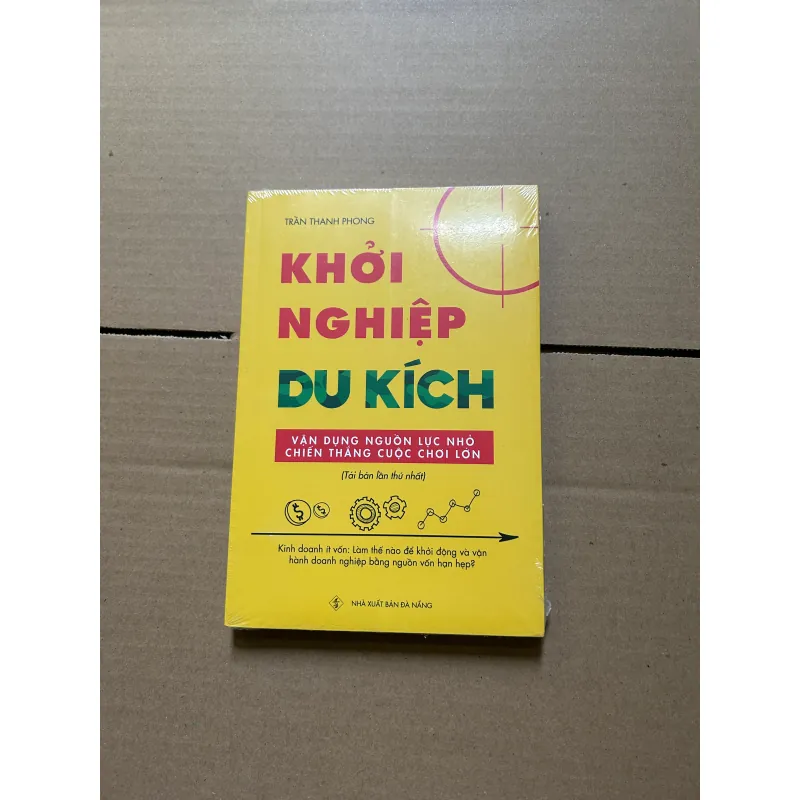 TRẦN THANH PHONG
KHỞI
NGHIỆP
DU KÍCH
VẬN DỤNG NGUỒN LỰC NHỎ
CHIẾN THẮNG CUỘC CHƠI LỚN
(Tái bản lần thứ nhất)
$ $
Kinh doanh ít vốn: Làm thế nào để khởi động và vận
hành doanh nghiệp bằng nguồn vốn hạn hẹp?
NHÀ XUẤT BẢN ĐÀ NẴNG